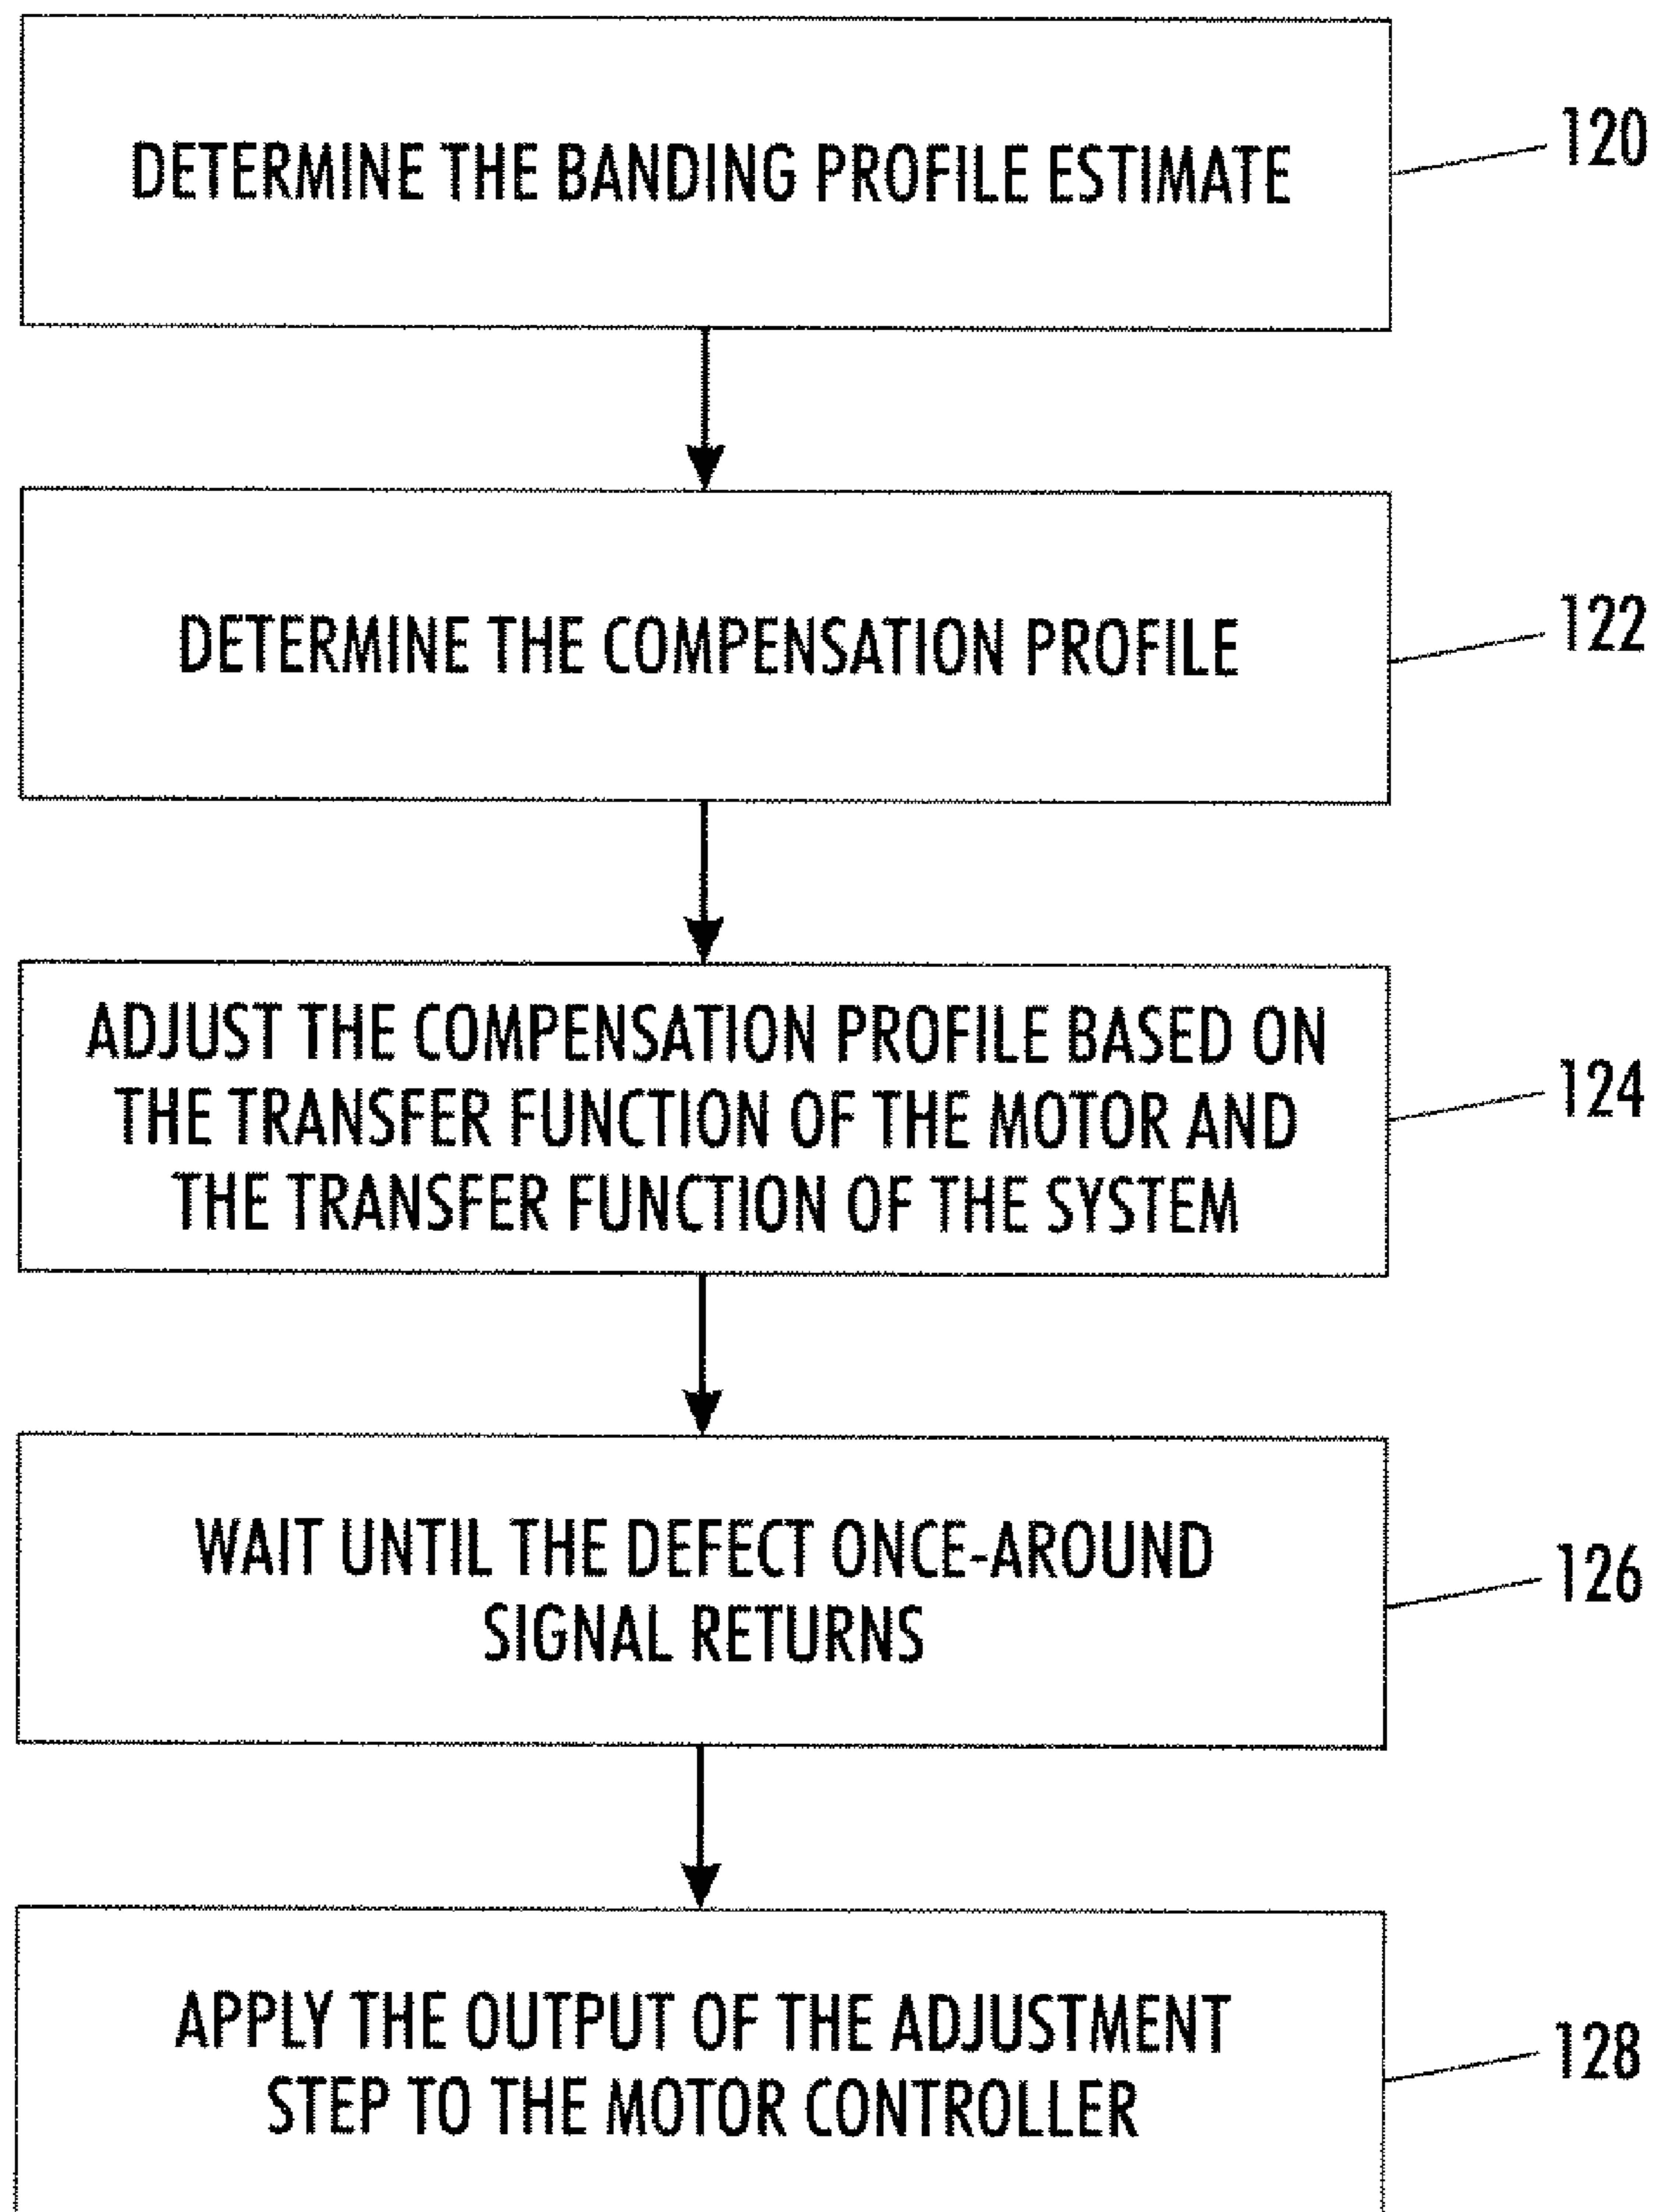 DETERMINE THE BANDING PROFILE ESTIMATE
120
DETERMINE THE COMPENSATION PROFILE
122
ADJUST THE COMPENSATION PROFILE BASED ON
THE TRANSFER FUNCTION OF THE MOTOR AND
THE TRANSFER FUNCTION OF THE SYSTEM
124
WAIT UNTIL THE DEFECT ONCE-AROUND
SIGNAL RETURNS
126
APPLY THE OUTPUT OF THE ADJUSTMENT
STEP TO THE MOTOR CONTROLLER
128